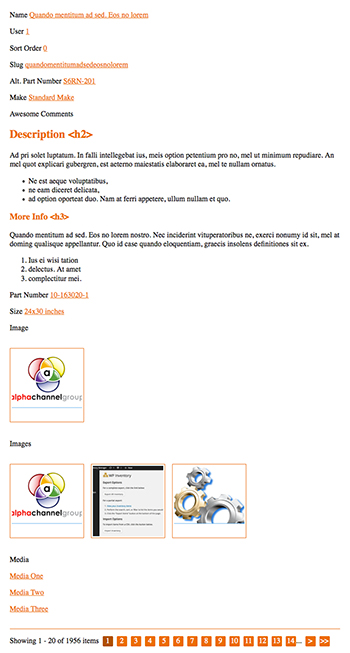 Name Quando mentitum ad sed. Eos no lorem
User 1
Sort Order 0
Slug quandomentitumadsedeosnolorem
Alt. Part Number S6RN-201
Make Standard Make
Awesome Comments
Description <h2>
Ad pri solet luptatum. In falli intellegebat ius, meis option petentium pro no, mel ut minimum repudiare. An
mel quot explicari gubergren, est aeterno maiestatis elaboraret ea, mel te nullam ornatus.
Ne est aeque voluptatibus,
ne eam diceret delicata,
ad option oporteat duo. Nam at ferri appetere, ullum nullam et quo.
More Info <h3>
Quando mentitum ad sed. Eos no lorem nostro. Nec inciderint vituperatoribus ne, exerci nonumy id sit, mel at
doming qualisque appellantur. Quo id case quando eloquentiam, graecis insolens definitiones sit ex.
1. Ius ei wisi tation
2. delectus. At amet
3. complectitur mei.
Part Number 10-163020-1
Size 24x30 inches
Image
a
alphachannelgroup
Images
a
alphachannelgroup
WP Inventory
Export Options
Import Options
Media
Media One
Media Two
Media Three
Showing 1 - 20 of 1956 items 1 2 3 4 5 6 7 8 9 10 11 12 13 14 ... > >>